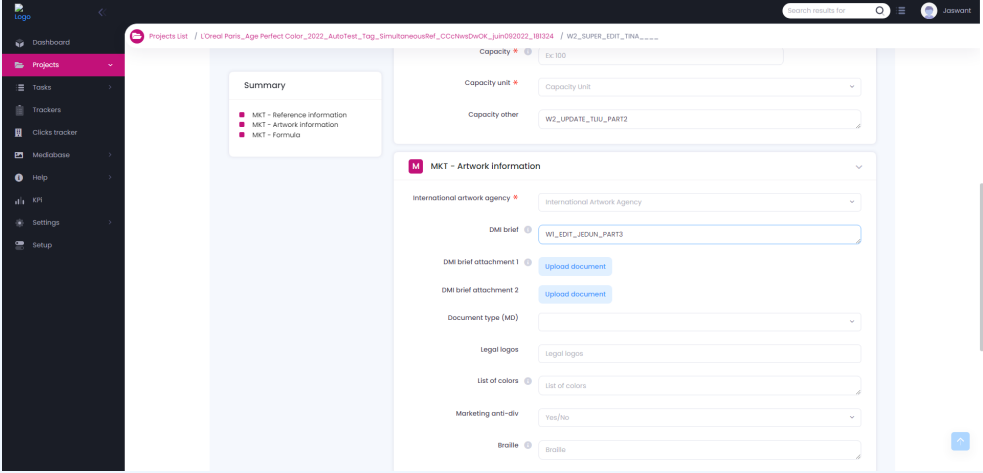 Logo
Search results for
Jaswant
Dashboard
Projects
Tasks
Trackers
Clicks tracker
Mediabase
Help
KPI
Settings
Setup
Projects List / L'Oreal Paris_Age Perfect Color_2022_AutoTest_Tag_SimultaneousRef_CCcNwsDwOK_juin092022_181324 / W2_SUPER_EDIT_TINA____
Summary
MKT - Reference information
MKT - Artwork information
MKT - Formula
Capacity *
Ex:100
Capacity unit *
Capacity Unit
Capacity other
W2_UPDATE_TLIU_PART2
M MKT - Artwork information
International artwork agency *
International Artwork Agency
DMI brief
W1_EDIT_JEDUN_PART3
DMI brief attachment 1
Upload document
DMI brief attachment 2
Upload document
Document type (MD)
Legal logos
Legal logos
List of colors
List of colors
Marketing anti-div
Yes/No
Braille
Braille